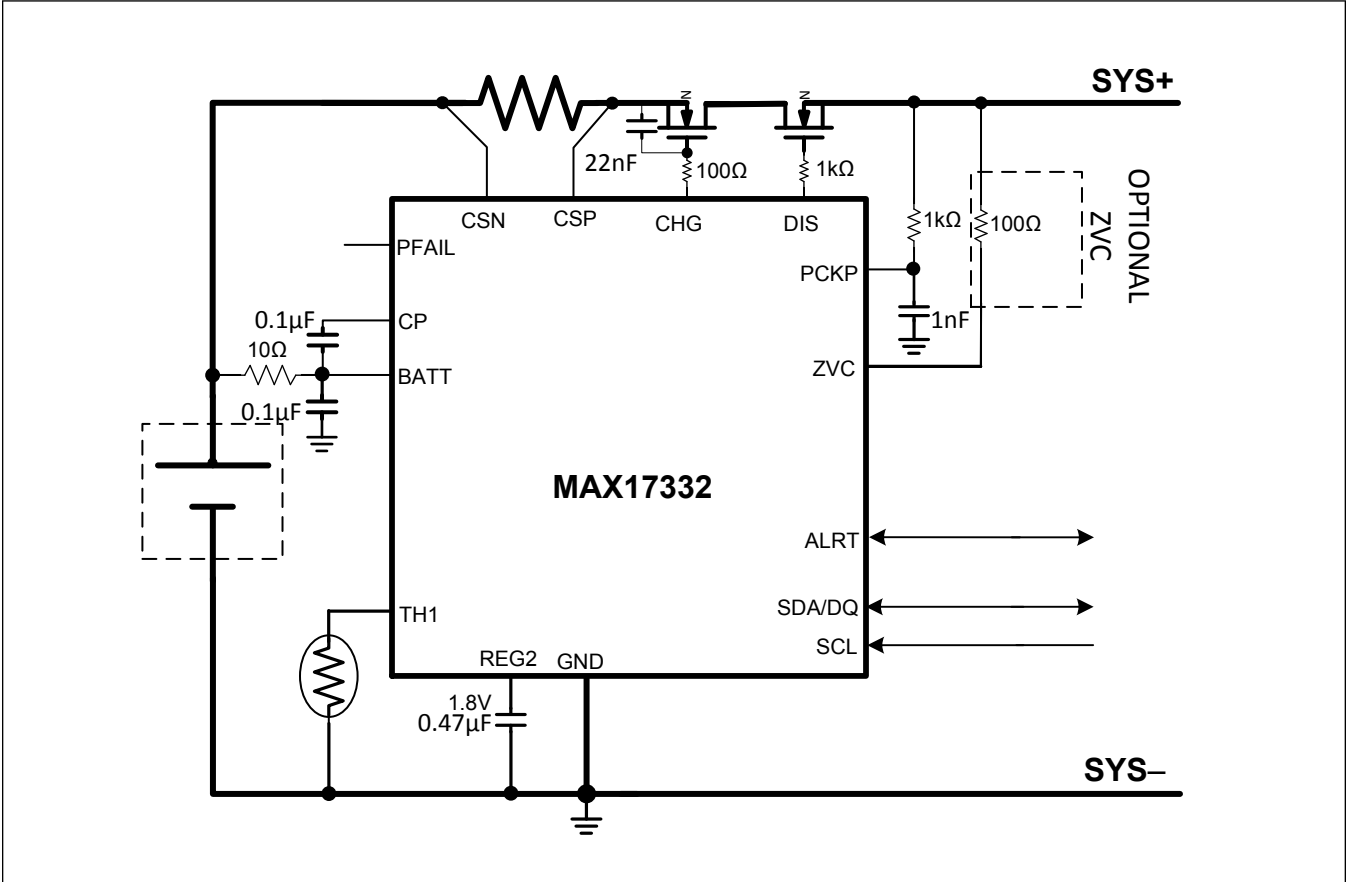 SYS+
N
N
22nF
100Ω
1kΩ
CSN
CSP
CHG
DIS
1kΩ
100Ω
OPTIONAL
ZVC
PFAIL
PCKP
0.1µF
CP
1nF
10Ω
BATT
ZVC
0.1µF
MAX17332
ALRT
SDA/DQ
TH1
SCL
REG2
GND
1.8V
0.47µF
SYS–